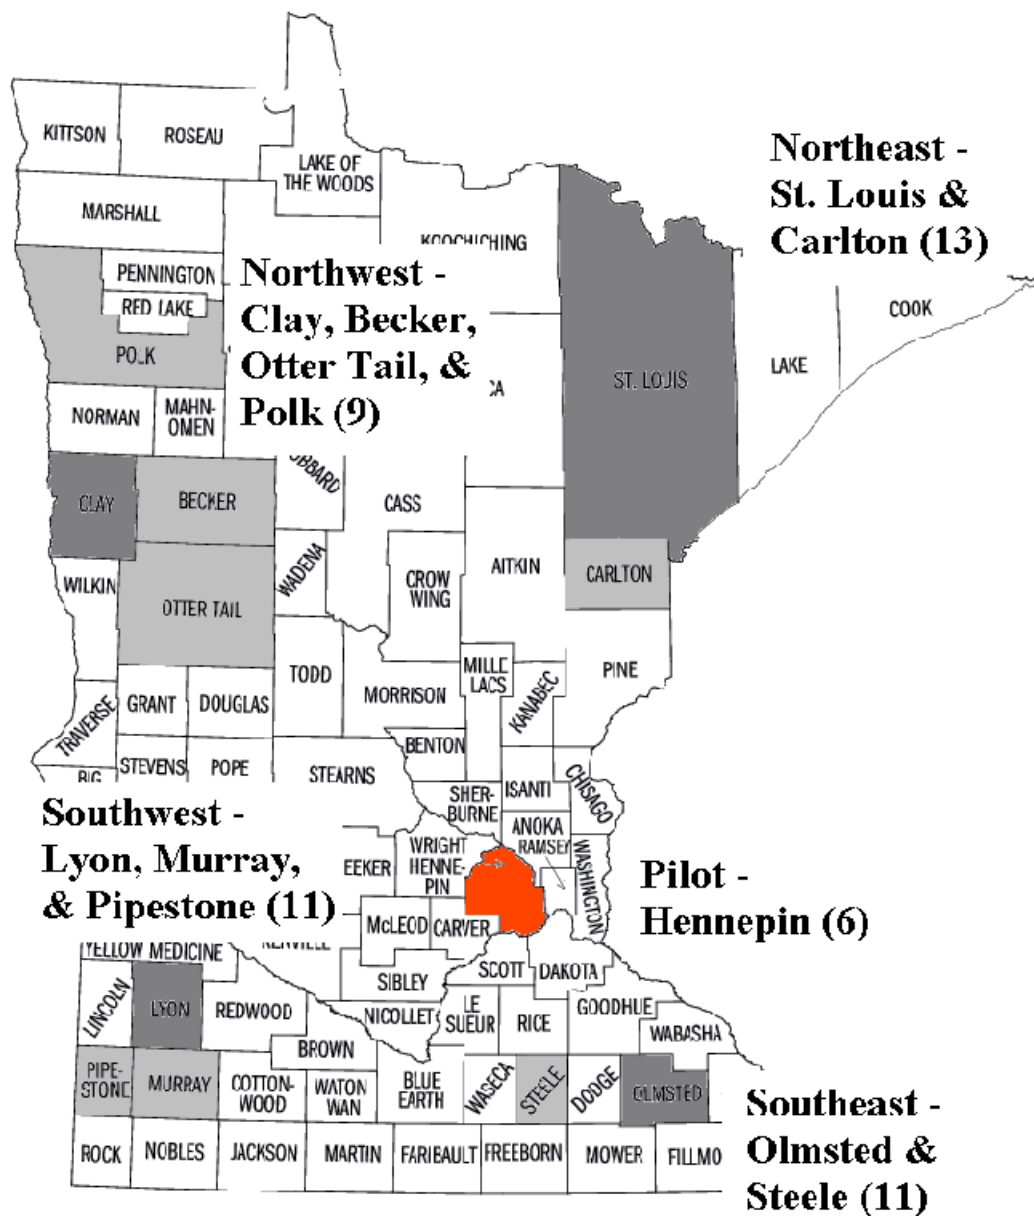 KITTSON
ROSEAU
LAKE OF
THE WOODS
Northeast -
St. Louis &
Carlton (13)
MARSHALL
KOOCHICHING
PENNINGTON
RED LAKE
POLK
Northwest -
Clay, Becker,
Otter Tail, &
Polk (9)
COOK
LAKE
ST. LOUIS
CA
NORMAN
MAHN-
OMEN
CLAY
BECKER
UBBARD
CASS
AITKIN
CARLTON
WILKIN
OTTER TAIL
WADENA
CROW
WING
TODD
MILLE
LACS
KANABEC
PINE
TRAVERSE
GRANT
DOUGLAS
MORRISON
BENTON
BIG
STEVENS
POPE
STEARNS
SHER-
BURNE
ISANTI
CHISAGO
Southwest -
Lyon, Murray,
& Pipestone (11)
EEKER
WRIGHT
HENNE-
PIN
ANOKA
RAMSEY
WASHINGTON
Pilot -
Hennepin (6)
McLEOD
CARVER
YELLOW MEDICINE
RENVILLE
SIBLEY
SCOTT
DAKOTA
LINCOLN
LYON
REDWOOD
NICOLLET
LE
SUEUR
RICE
GOODHUE
WABASHA
BROWN
PIPE-
STONE
MURRAY
COTTON-
WOOD
WATON
WAN
BLUE
EARTH
WASECA
STEELE
DODGE
OLMSTED
Southeast -
Olmsted &
Steele (11)
ROCK
NOBLES
JACKSON
MARTIN
FARIBAULT
FREEBORN
MOWER
FILLMO